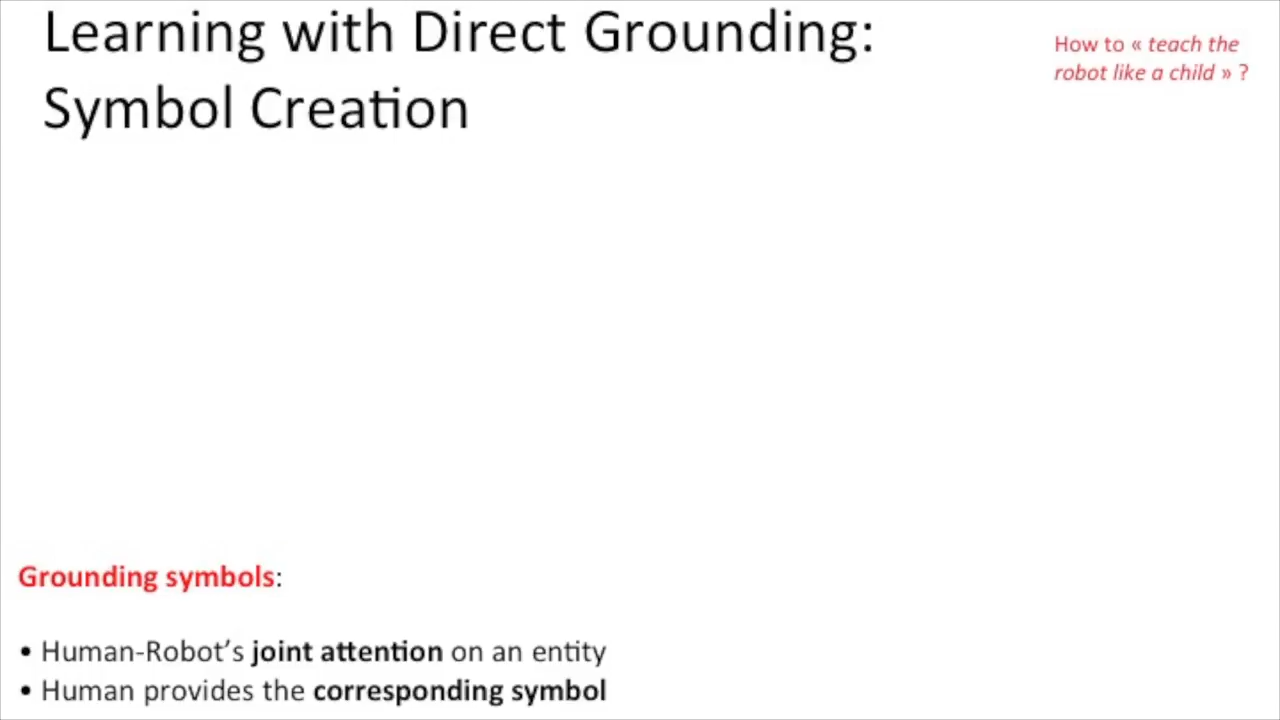 Learning with Direct Grounding:
Symbol Creation
How to « teach the
robot like a child » ?
Grounding symbols:
• Human-Robot’s joint attention on an entity
• Human provides the corresponding symbol